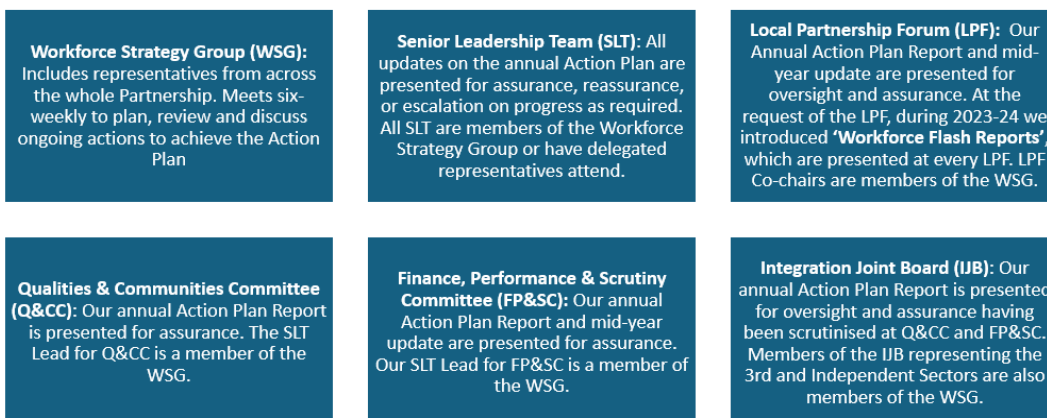 Workforce Strategy Group (WSG):
Includes representatives from across
the whole Partnership. Meets six-
weekly to plan, review and discuss
ongoing actions to achieve the Action
Plan
Senior Leadership Team (SLT): All
updates on the annual Action Plan are
presented for assurance, reassurance,
or escalation on progress as required.
All SLT are members of the Workforce
Strategy Group or have delegated
representatives attend.
Local Partnership Forum (LPF): Our
Annual Action Plan Report and mid-
year update are presented for
oversight and assurance. At the
request of the LPF, during 2023-24 we
introduced ‘Workforce Flash Reports’,
which are presented at every LPF. LPF
Co-chairs are members of the WSG.
Qualities & Communities Committee
(Q&CC): Our annual Action Plan Report
is presented for assurance. The SLT
Lead for Q&CC is a member of the
WSG.
Finance, Performance & Scrutiny
Committee (FP&SC): Our annual
Action Plan Report and mid-year
update are presented for assurance.
Our SLT Lead for FP&SC is a member of
the WSG.
Integration Joint Board (IJB): Our
annual Action Plan Report is presented
for oversight and assurance having
been scrutinised at Q&CC and FP&SC.
Members of the IJB representing the
3rd and Independent Sectors are also
members of the WSG.